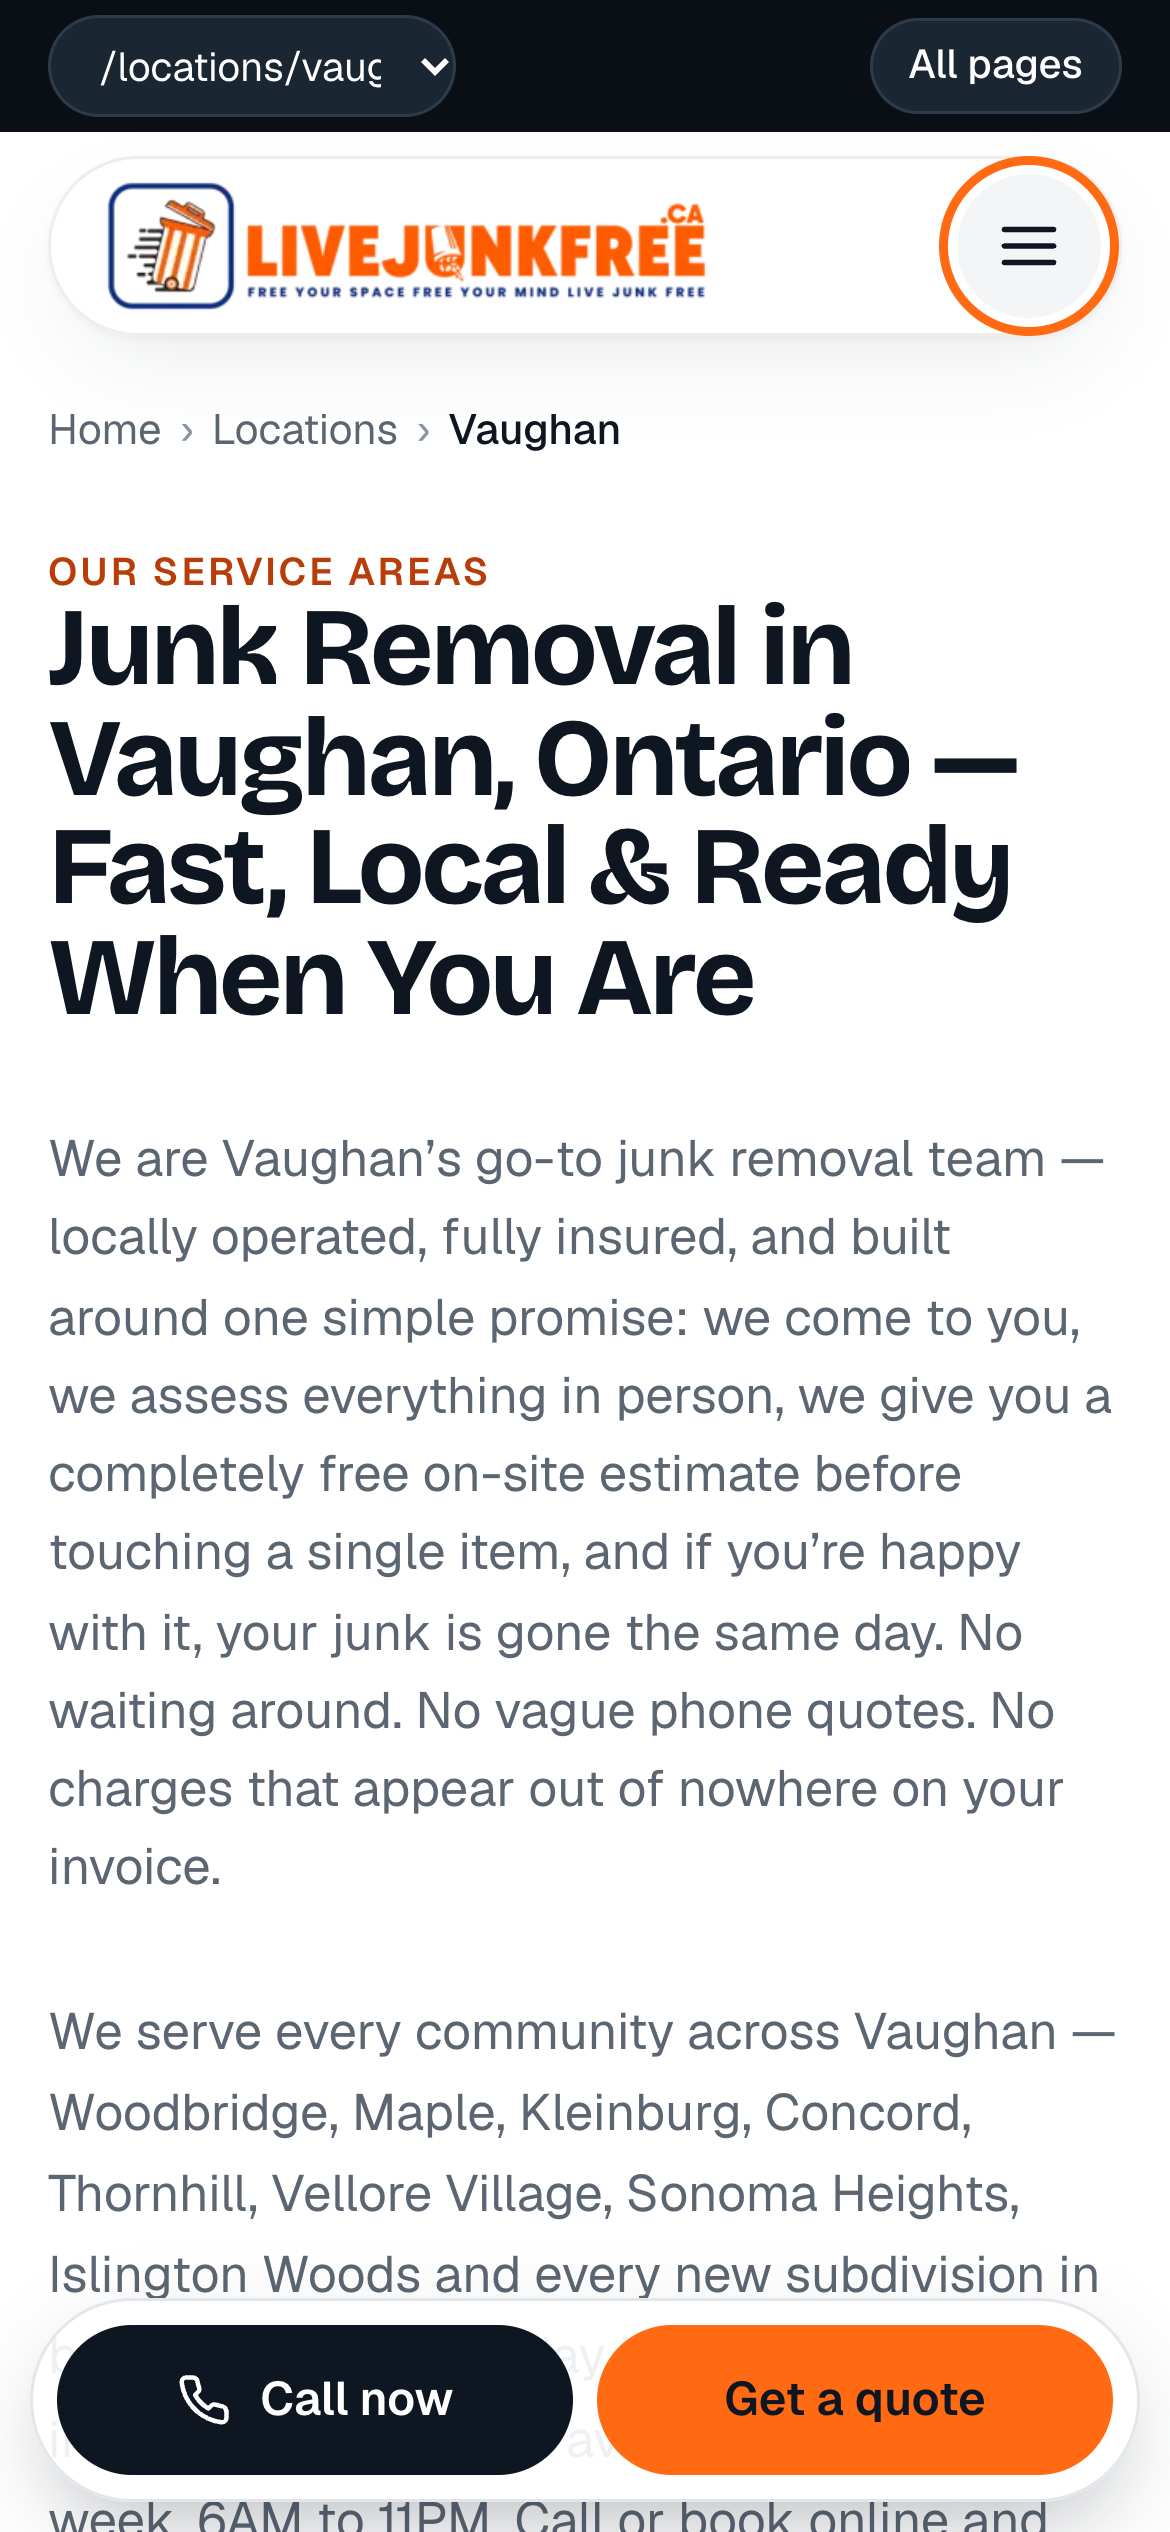 /locations/vaug
All pages
LIVEJUNKFREE.CA
FREE YOUR SPACE FREE YOUR MIND LIVE JUNK FREE
Home › Locations › Vaughan
OUR SERVICE AREAS
Junk Removal in
Vaughan, Ontario —
Fast, Local & Ready
When You Are
We are Vaughan’s go-to junk removal team —
locally operated, fully insured, and built
around one simple promise: we come to you,
we assess everything in person, we give you a
completely free on-site estimate before
touching a single item, and if you’re happy
with it, your junk is gone the same day. No
waiting around. No vague phone quotes. No
charges that appear out of nowhere on your
invoice.
We serve every community across Vaughan —
Woodbridge, Maple, Kleinburg, Concord,
Thornhill, Vellore Village, Sonoma Heights,
Islington Woods and every new subdivision in
Call now
Get a quote
week, 6AM to 11PM. Call or book online and